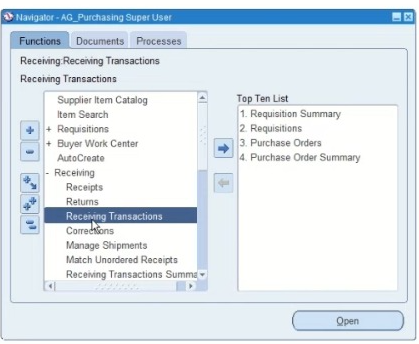 Navigator - AG_Purchasing Super User
Functions Documents Processes
Receiving:Receiving Transactions
Receiving Transactions
Supplier Item Catalog
Item Search
+ Requisitions
+ Buyer Work Center
AutoCreate
- Receiving
Receipts
Returns
Receiving Transactions
Corrections
Manage Shipments
Match Unordered Receipts
Receiving Transactions Summa
Top Ten List
1. Requisition Summary
2. Requisitions
3. Purchase Orders
4. Purchase Order Summary
Open